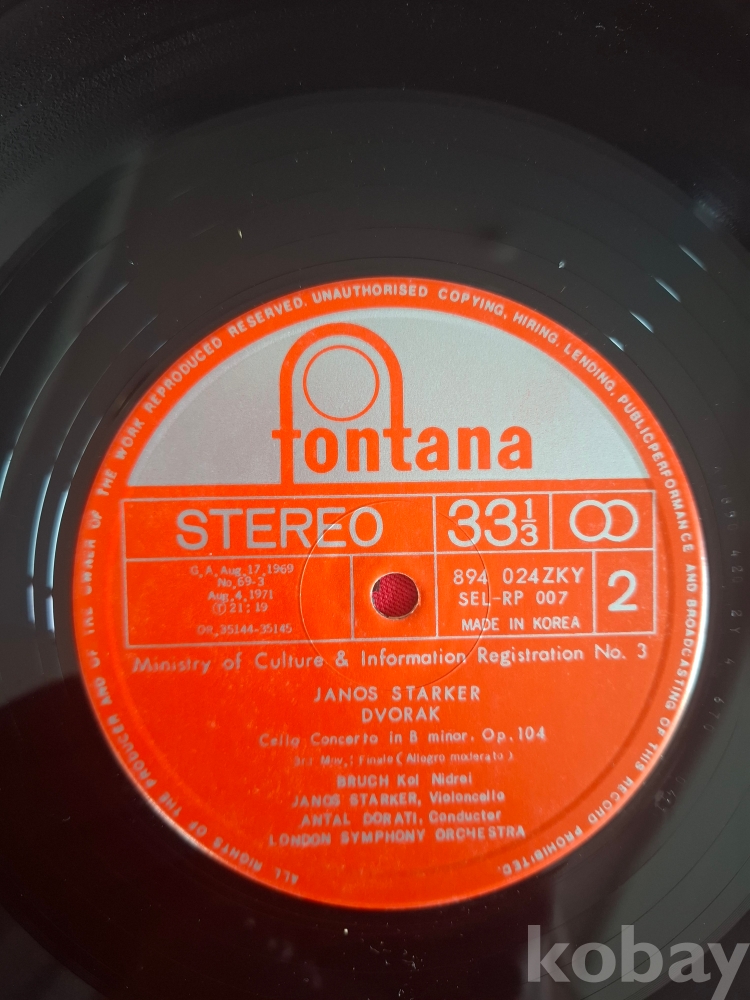 ALL RIGHTS OF THE PRODUCER AND OF THE OWNER OF THE WORK REPRODUCED RESERVED. UNAUTHORISED COPYING, HIRING, LENDING, PUBLICPERFORMANCE AND BROADCASTING OF THIS RECORD PROHIBITED.
fontana
STEREO
33⅓
G.A. Aug. 17. 1969
No. 69-3
Aug. 4. 1971
Ⓣ 21 : 19
OR. 35144-35145
894 024ZKY
SEL-RP 007
MADE IN KOREA
2
Ministry of Culture & Information Registration No. 3
JANOS STARKER
DVORAK
Cello Concerto in B minor. Op. 104
3rd Mov. : Finale ( Allegro moderato )
BRUCH Kol Nidrei
JANOS STARKER, Violoncello
ANTAL DORATI, Conductor
LONDON SYMPHONY ORCHESTRA
kobay